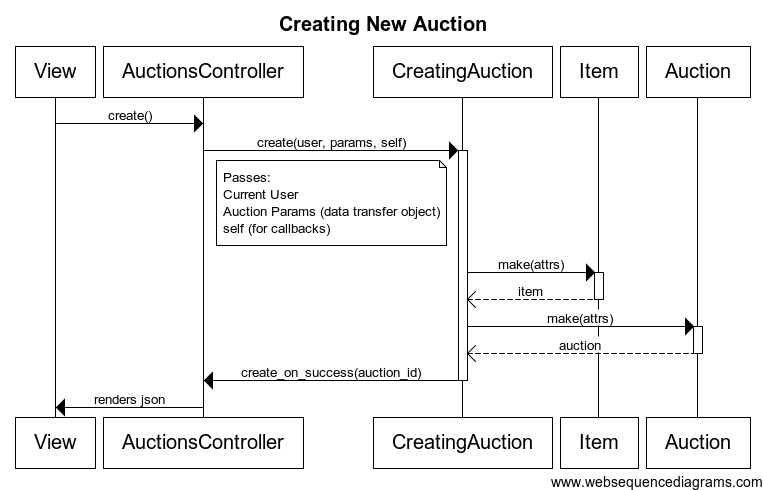 Creating New Auction
View
AuctionsController
CreatingAuction
Item
Auction
create()
create(user, params, self)
Passes:
Current User
Auction Params (data transfer object)
self (for callbacks)
make(attrs)
item
make(attrs)
auction
create_on_success(auction_id)
renders json
View
AuctionsController
CreatingAuction
Item
Auction
www.websequencediagrams.com